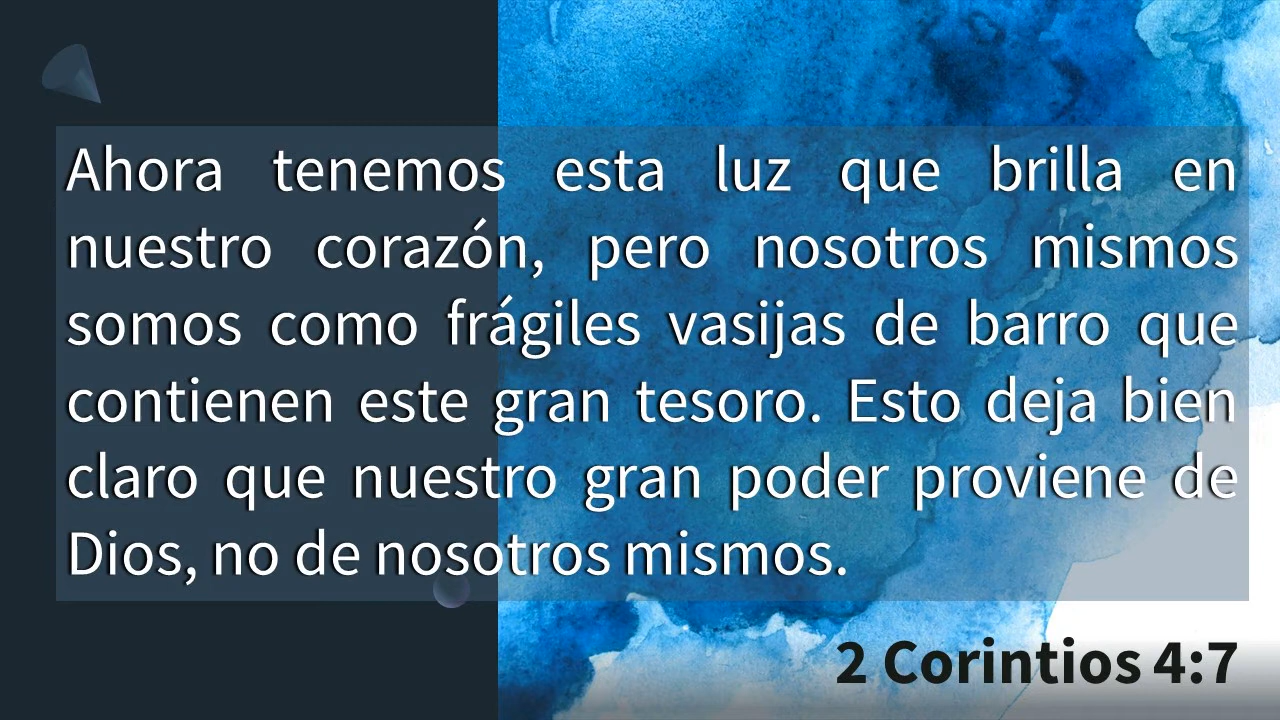 Ahora tenemos esta luz que brilla en
nuestro corazón, pero nosotros mismos
somos como frágiles vasijas de barro que
contienen este gran tesoro. Esto deja bien
claro que nuestro gran poder proviene de
Dios, no de nosotros mismos.
2 Corintios 4:7